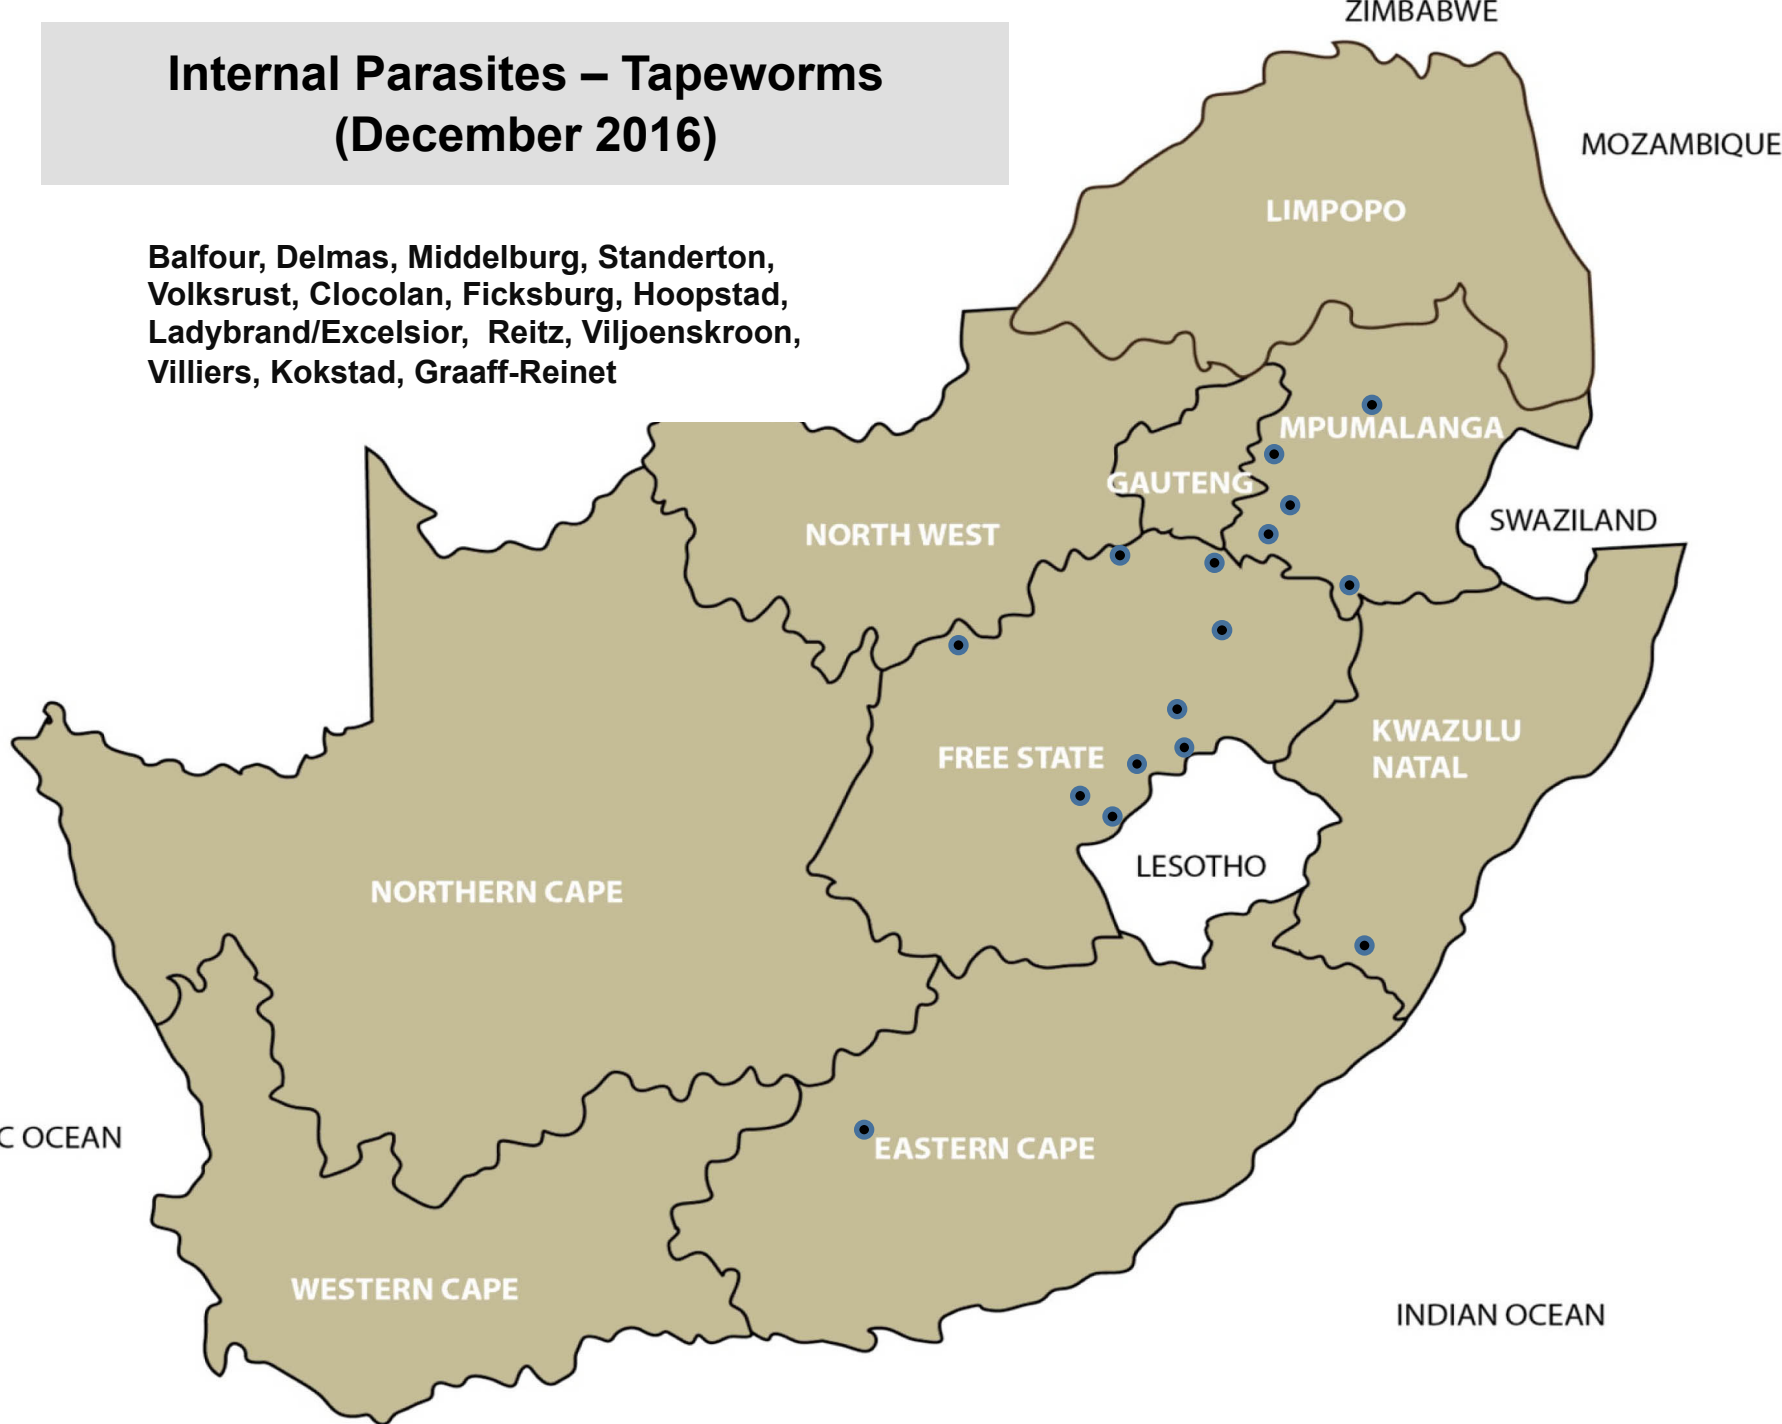 ZIMBABWE
Internal Parasites – Tapeworms
(December 2016)
MOZAMBIQUE
LIMPOPO
Balfour, Delmas, Middelburg, Standerton,
Volksrust, Clocolan, Ficksburg, Hoopstad,
Ladybrand/Excelsior, Reitz, Viljoenskroon,
Villiers, Kokstad, Graaff-Reinet
MPUMALANGA
GAUTENG
SWAZILAND
NORTH WEST
KWAZULU
NATAL
FREE STATE
LESOTHO
NORTHERN CAPE
C OCEAN
EASTERN CAPE
WESTERN CAPE
INDIAN OCEAN